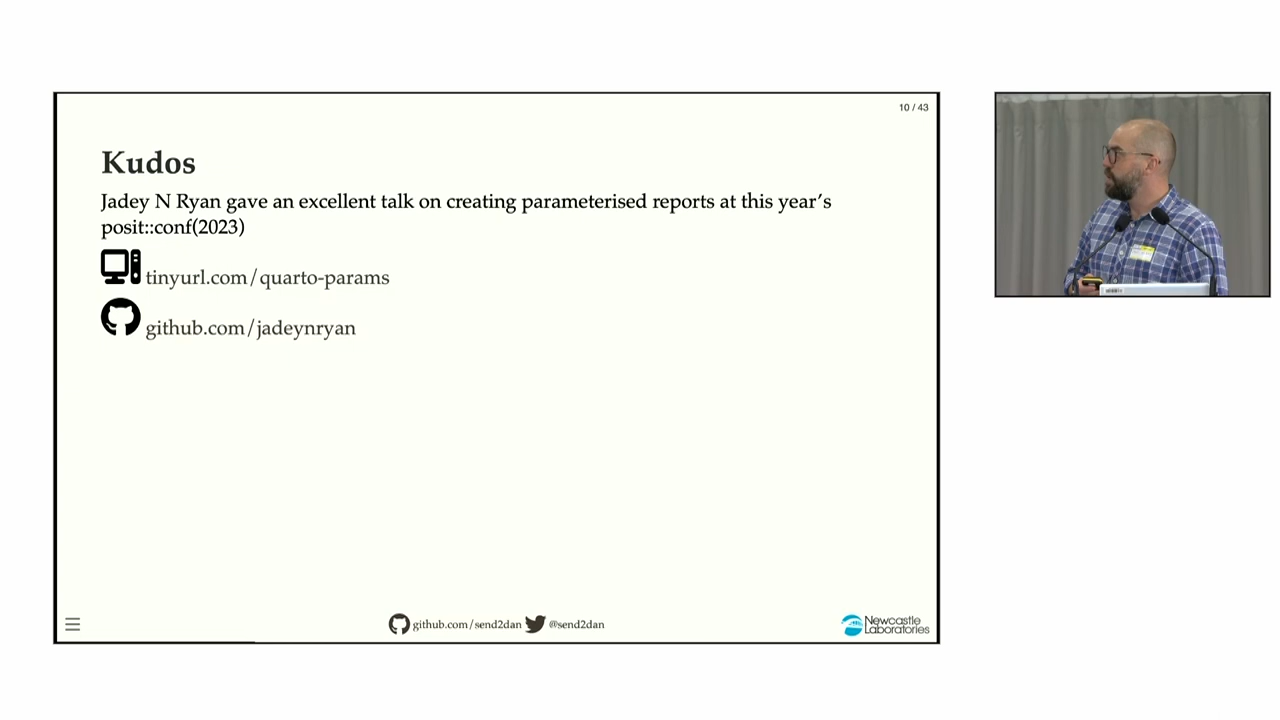 10 / 43
Kudos
Jadey N Ryan gave an excellent talk on creating parameterised reports at this year's
posit::conf(2023)
tinyurl.com/quarto-params
github.com/jadeynryan
github.com/send2dan @send2dan
Newcastle
Laboratories